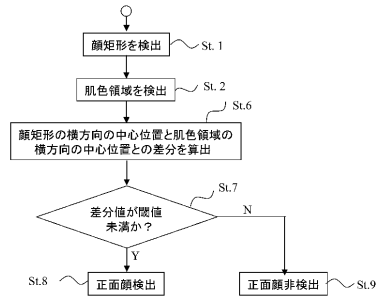 顔矩形を検出
St. 1
肌色領域を検出
St. 2
St.6
顔矩形の横方向の中心位置と肌色領域の
横方向の中心位置との差分を算出
St.7
差分値が閾値
未満か？
N
Y
St.8
正面顔検出
正面顔非検出
St.9